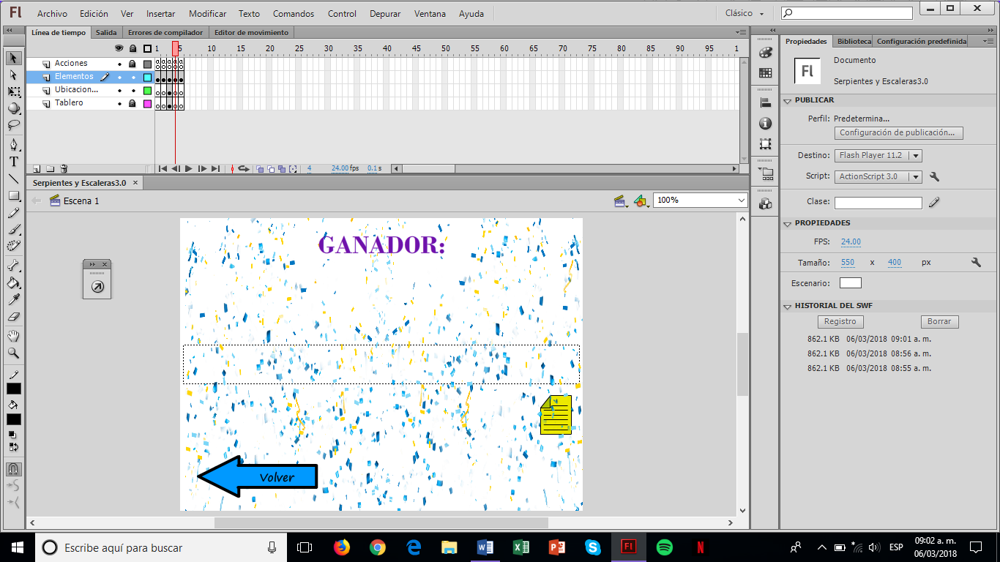 Fl Archivo Edición Ver Insertar Modificar Texto Comandos Control Depurar Ventana Ayuda Clásico
Línea de tiempo Salida Errores de compilador Editor de movimiento
1 5 10 15 20 25 30 35 40 45 50 55 60 65 70 75 80 85 90 95 1
Acciones
Elementos
Ubicacion...
Tablero
4 24.00 fps 0.1 s
Serpientes y Escaleras3.0
Escena 1
100%
GANADOR:
Volver
Propiedades Biblioteca Configuración predefinida
Fl
Documento
Serpientes y Escaleras3.0
PUBLICAR
Perfil: Predetermina...
Configuración de publicación...
Destino: Flash Player 11.2
Script: ActionScript 3.0
Clase:
PROPIEDADES
FPS: 24.00
Tamaño: 550 x 400 px
Escenario:
HISTORIAL DEL SWF
Registro Borrar
862.1 KB 06/03/2018 09:01 a. m.
862.1 KB 06/03/2018 08:56 a. m.
862.1 KB 06/03/2018 08:55 a. m.
Escribe aquí para buscar
ESP
09:02 a. m.
06/03/2018